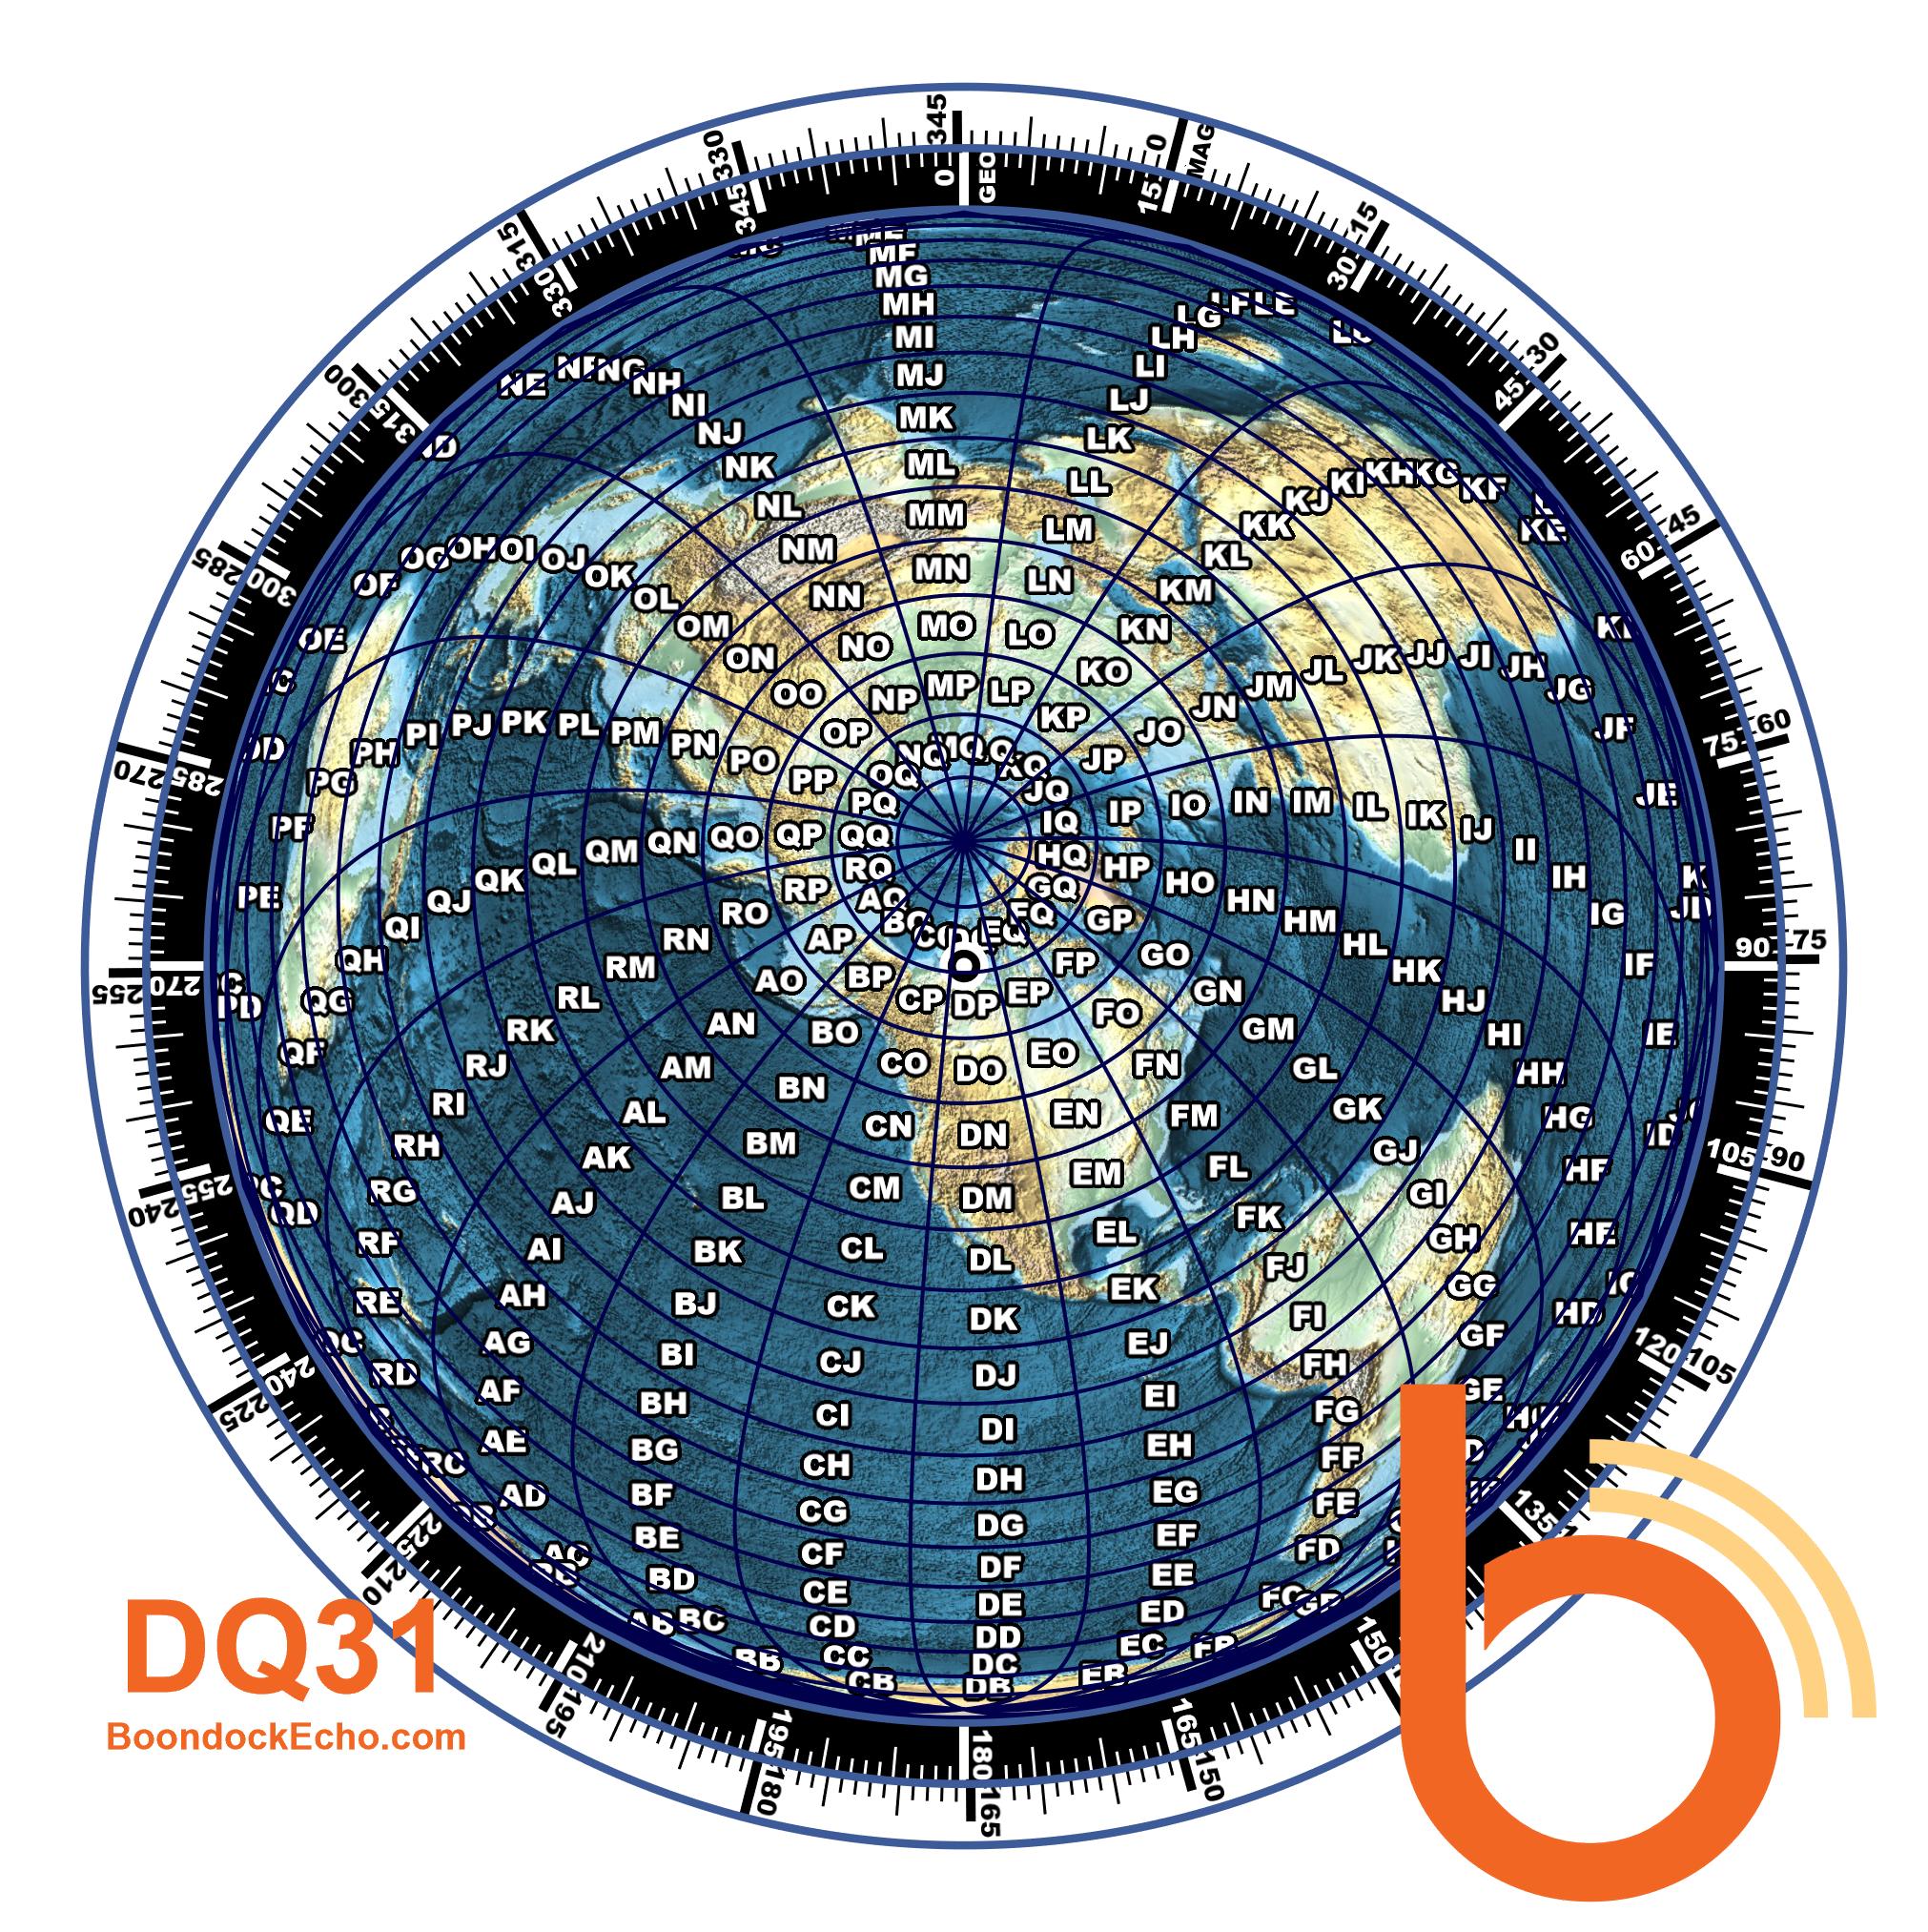 345 0 GEO
15 0 MAG
330 345
30 15
315 330
45 30
300 315
60 45
285 300
75 60
270 285
90 75
255 270
105 90
240 255
120 105
225 240
135
210 225
150
195 210
165 150
180 195
180 165
ME
MF
MG
MH
MI
MJ
MK
ML
MM
MN
MO
MP
LE
LF
LG
LH
LI
LJ
LK
LL
LM
LN
LO
LP
NE
NF
NG
NH
NI
NJ
NK
NL
NM
NN
NO
NP
NQ
KE
KF
KG
KH
KI
KJ
KK
KL
KM
KN
KO
KP
KQ
OE
OF
OG
OH
OI
OJ
OK
OL
OM
ON
OO
OP
OQ
JE
JF
JG
JH
JI
JJ
JK
JL
JM
JN
JO
JP
JQ
PD
PE
PF
PG
PH
PI
PJ
PK
PL
PM
PN
PO
PP
PQ
ID
IE
IF
IG
IH
II
IJ
IK
IL
IM
IN
IO
IP
IQ
QD
QE
QF
QG
QH
QI
QJ
QK
QL
QM
QN
QO
QP
QQ
HD
HE
HF
HG
HH
HI
HJ
HK
HL
HM
HN
HO
HP
HQ
RC
RD
RE
RF
RG
RH
RI
RJ
RK
RL
RM
RN
RO
RP
RQ
GE
GF
GG
GH
GI
GJ
GK
GL
GM
GN
GO
GP
GQ
AQ
AP
AO
AN
AM
AL
AK
AJ
AI
AH
AG
AF
AE
AD
AC
AB
FQ
FP
FO
FN
FM
FL
FK
FJ
FI
FH
FG
FF
FE
FD
FC
FB
BQ
BP
BO
BN
BM
BL
BK
BJ
BI
BH
BG
BF
BE
BD
BC
BB
EQ
EP
EO
EN
EM
EL
EK
EJ
EI
EH
EG
EF
EE
ED
EC
EB
CQ
CP
CO
CN
CM
CL
CK
CJ
CI
CH
CG
CF
CE
CD
CC
CB
DP
DO
DN
DM
DL
DK
DJ
DI
DH
DG
DF
DE
DD
DC
DB
b
DQ31
BoondockEcho.com